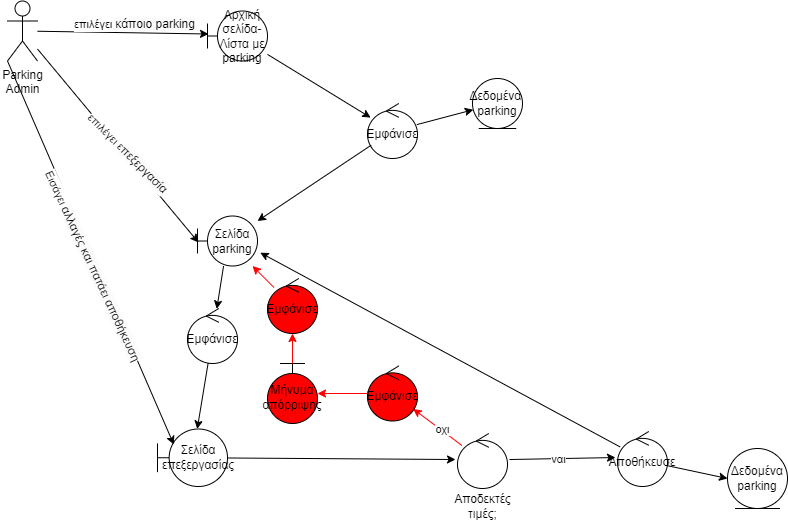 επιλέγει κάποιο parking
Αρχική
σελίδα-
Λίστα με
parking
Parking
Admin
Δεδομένα
parking
Εμφάνισε
επιλέγει επεξεργασία
Εισάγει αλλαγές και πατάει αποθήκευση
Σελίδα
parking
Εμφάνισε
Εμφάνισε
Μήνυμα
απόρριψης
Εμφάνισε
οχι
Σελίδα
επεξεργασίας
ναι
Αποθήκευσε
Δεδομένα
parking
Αποδεκτές
τιμές;